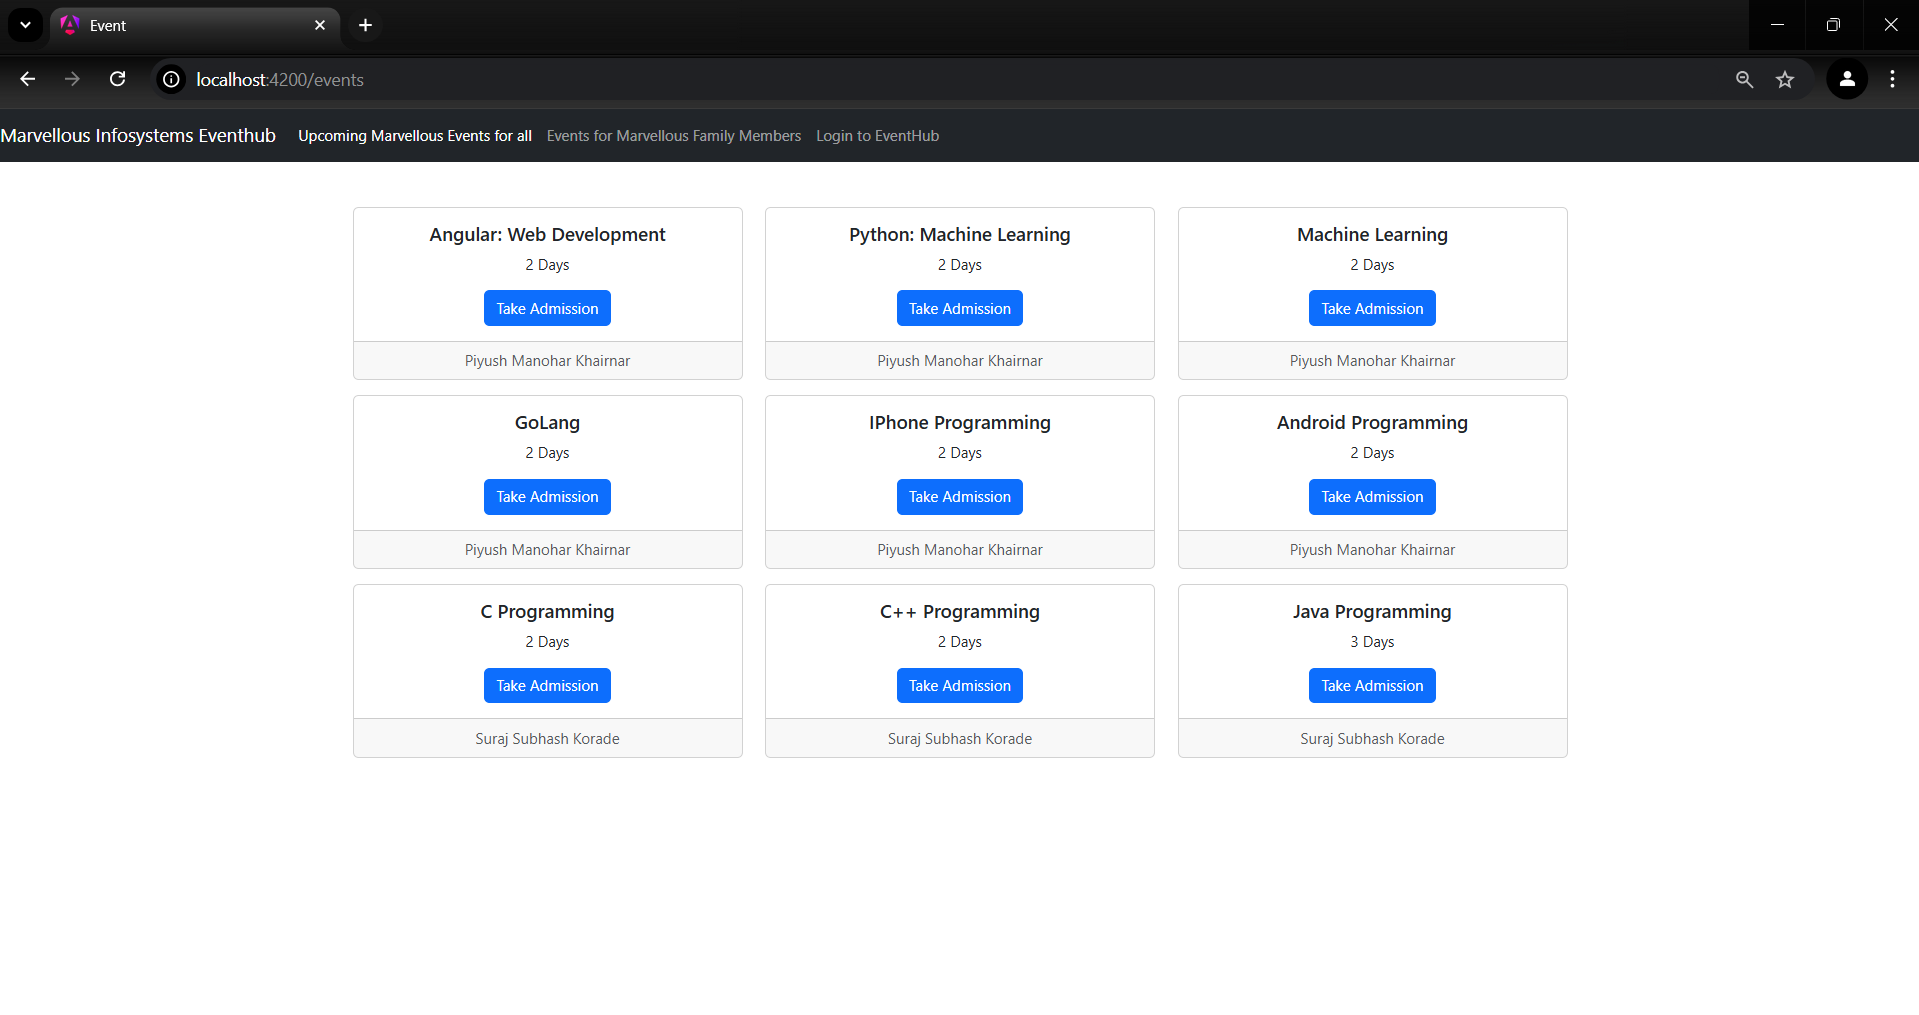 Event
localhost:4200/events
Marvellous Infosystems Eventhub Upcoming Marvellous Events for all Events for Marvellous Family Members Login to EventHub
Angular: Web Development
2 Days
Take Admission
Piyush Manohar Khairnar
Python: Machine Learning
2 Days
Take Admission
Piyush Manohar Khairnar
Machine Learning
2 Days
Take Admission
Piyush Manohar Khairnar
GoLang
2 Days
Take Admission
Piyush Manohar Khairnar
IPhone Programming
2 Days
Take Admission
Piyush Manohar Khairnar
Android Programming
2 Days
Take Admission
Piyush Manohar Khairnar
C Programming
2 Days
Take Admission
Suraj Subhash Korade
C++ Programming
2 Days
Take Admission
Suraj Subhash Korade
Java Programming
3 Days
Take Admission
Suraj Subhash Korade